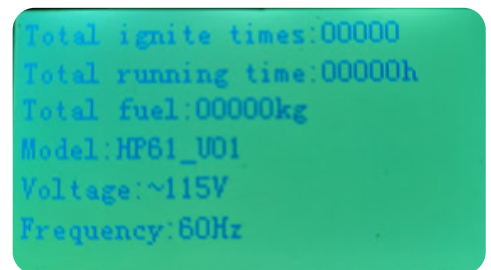 Total ignite times:00000
Total running time:00000h
Total fuel:00000kg
Model:HP61_U01
Voltage:~115V
Frequency:60Hz